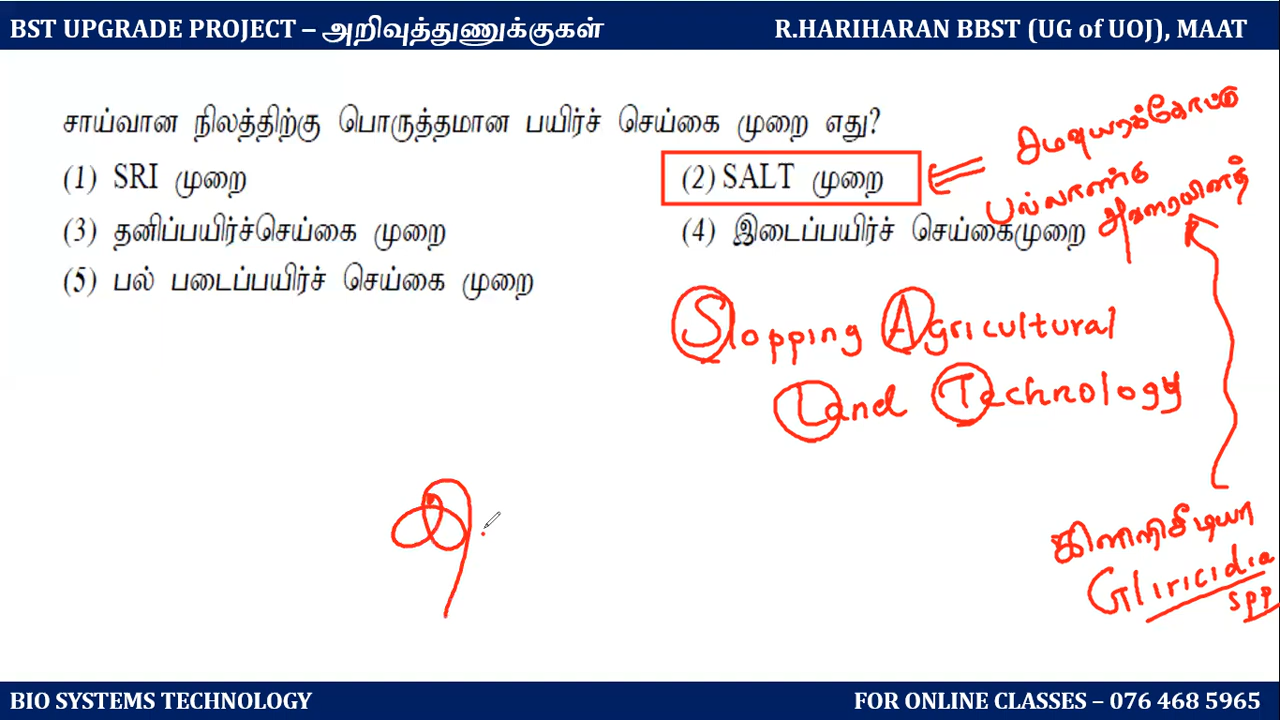 BST UPGRADE PROJECT – அறிவுத்துணுக்குகள்
R.HARIHARAN BBST (UG of UOJ), MAAT
சாய்வான நிலத்திற்கு பொருத்தமான பயிர்ச் செய்கை முறை எது?
(1) SRI முறை
(2) SALT முறை
(3) தனிப்பயிர்ச்செய்கை முறை
(4) இடைப்பயிர்ச் செய்கைமுறை
(5) பல் படைப்பயிர்ச் செய்கை முறை
சமவுயரக்கோட்டு
பல்லாண்டு
அவரையினத்
Slopping Agricultural
Land Technology
கிளிறிசீடியா
Gliricidia
spp
BIO SYSTEMS TECHNOLOGY
FOR ONLINE CLASSES – 076 468 5965